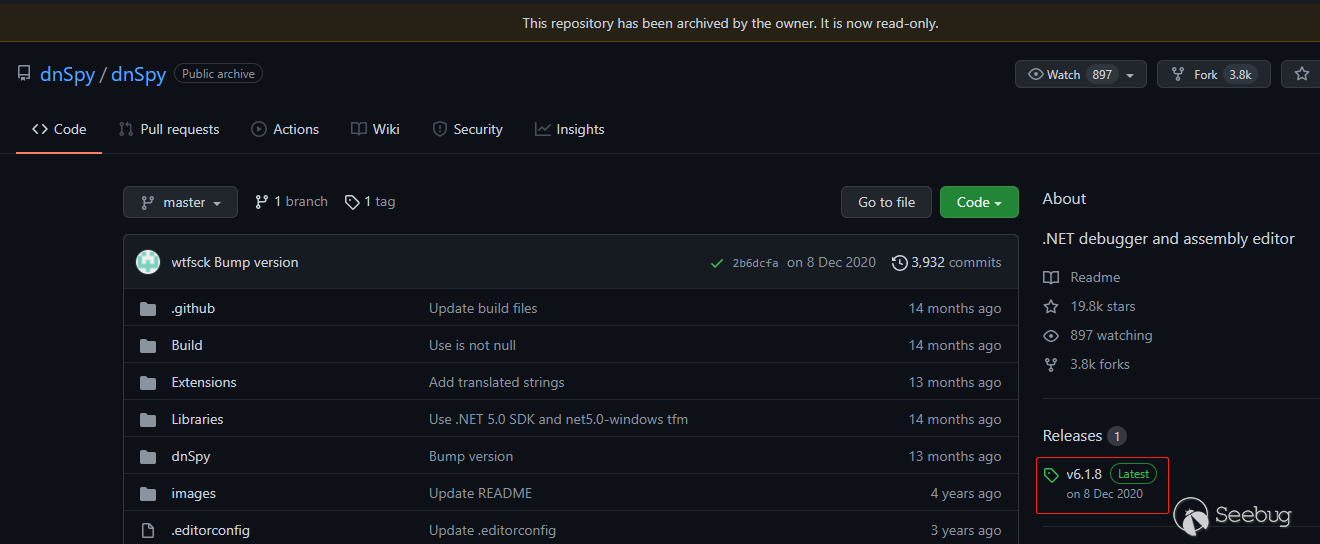 This repository has been archived by the owner. It is now read-only.
dnSpy / dnSpy Public archive
Watch 897 Fork 3.8k
Code Pull requests Actions Wiki Security Insights
master 1 branch 1 tag Go to file Code
wtfsck Bump version 2b6dcfa on 8 Dec 2020 3,932 commits
.github Update build files 14 months ago
Build Use is not null 14 months ago
Extensions Add translated strings 13 months ago
Libraries Use .NET 5.0 SDK and net5.0-windows tfm 14 months ago
dnSpy Bump version 13 months ago
images Update README 4 years ago
.editorconfig Update .editorconfig 3 years ago
About
.NET debugger and assembly editor
Readme
19.8k stars
897 watching
3.8k forks
Releases 1
v6.1.8 Latest
on 8 Dec 2020
Seebug